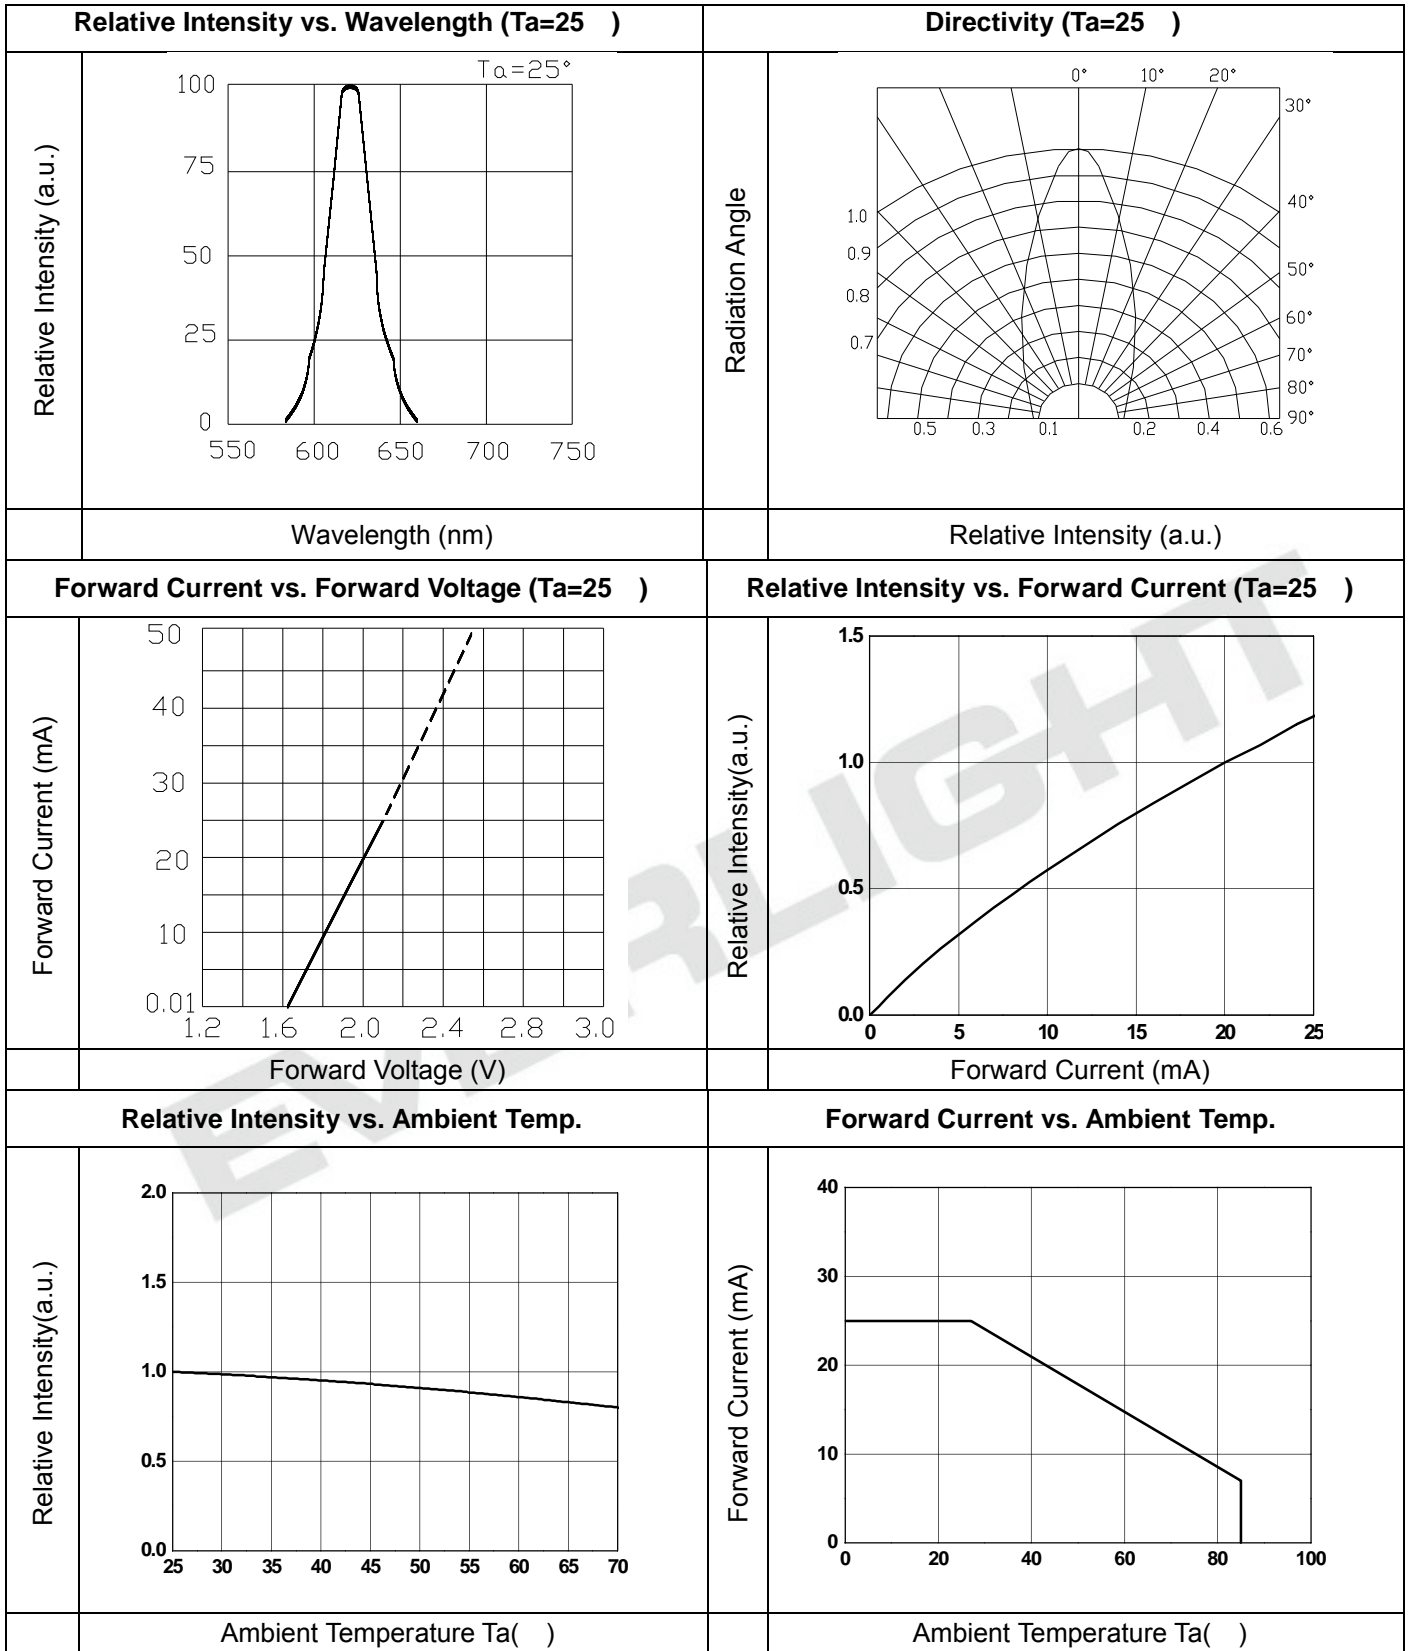 Relative Intensity vs. Wavelength (Ta=25   )
Directivity (Ta=25   )
Relative Intensity (a.u.)
Ta=25°
100
75
50
25
0
550 600 650 700 750
Wavelength (nm)
Radiation Angle
0° 10° 20°
30°
40°
50°
60°
70°
80°
90°
1.0
0.9
0.8
0.7
0.5 0.3 0.1 0.2 0.4 0.6
Relative Intensity (a.u.)
Forward Current vs. Forward Voltage (Ta=25   )
Relative Intensity vs. Forward Current (Ta=25   )
Forward Current (mA)
50
40
30
20
10
0.01
1.2 1.6 2.0 2.4 2.8 3.0
Forward Voltage (V)
Relative Intensity(a.u.)
1.5
1.0
0.5
0.0
0 5 10 15 20 25
Forward Current (mA)
Relative Intensity vs. Ambient Temp.
Forward Current vs. Ambient Temp.
Relative Intensity(a.u.)
2.0
1.5
1.0
0.5
0.0
25 30 35 40 45 50 55 60 65 70
Ambient Temperature Ta(   )
Forward Current (mA)
40
30
20
10
0
0 20 40 60 80 100
Ambient Temperature Ta(   )
EVERLIGHT